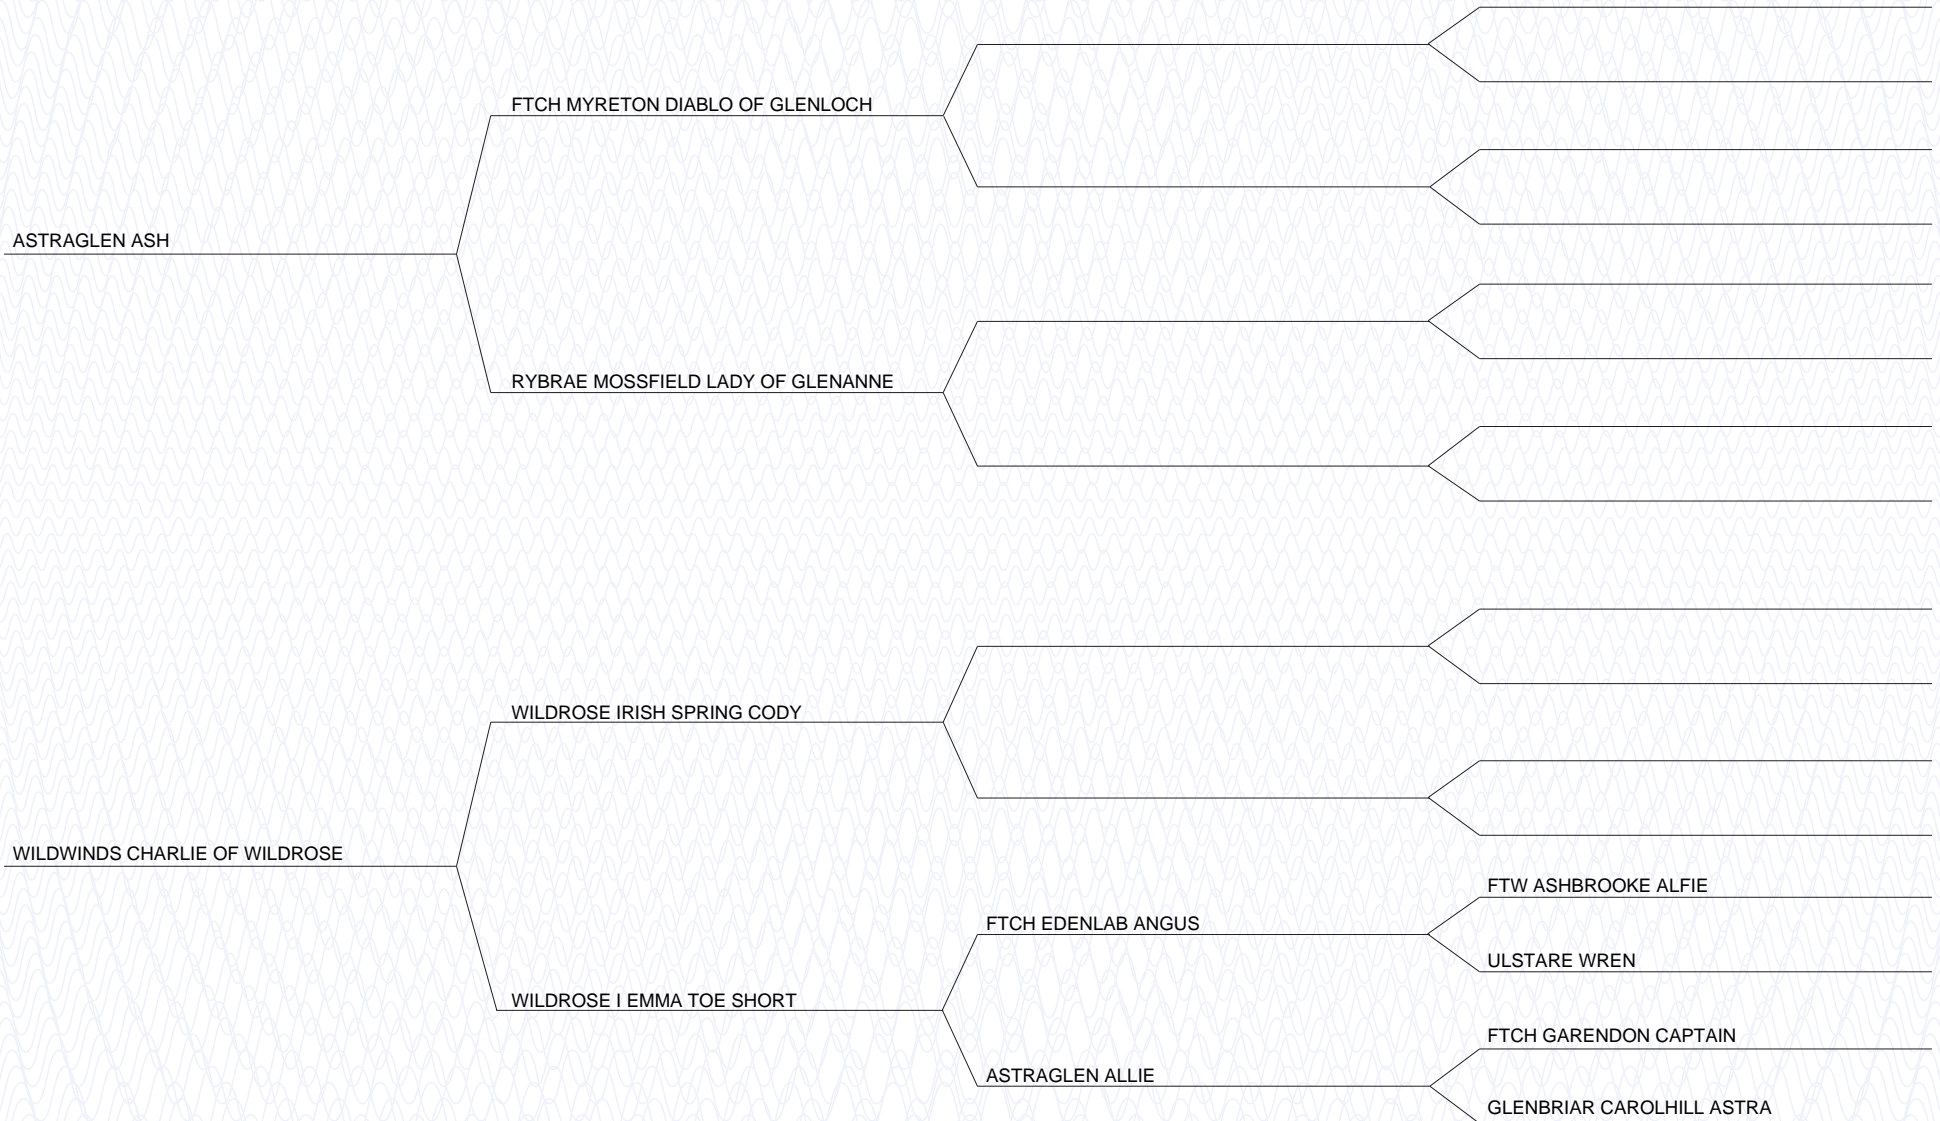 FTCH MYRETON DIABLO OF GLENLOCH
ASTRAGLEN ASH
RYBRAE MOSSFIELD LADY OF GLENANNE
WILDROSE IRISH SPRING CODY
WILDWINDS CHARLIE OF WILDROSE
FTW ASHBROOKE ALFIE
FTCH EDENLAB ANGUS
ULSTARE WREN
WILDROSE I EMMA TOE SHORT
FTCH GARENDON CAPTAIN
ASTRAGLEN ALLIE
GLENBRIAR CAROLHILL ASTRA